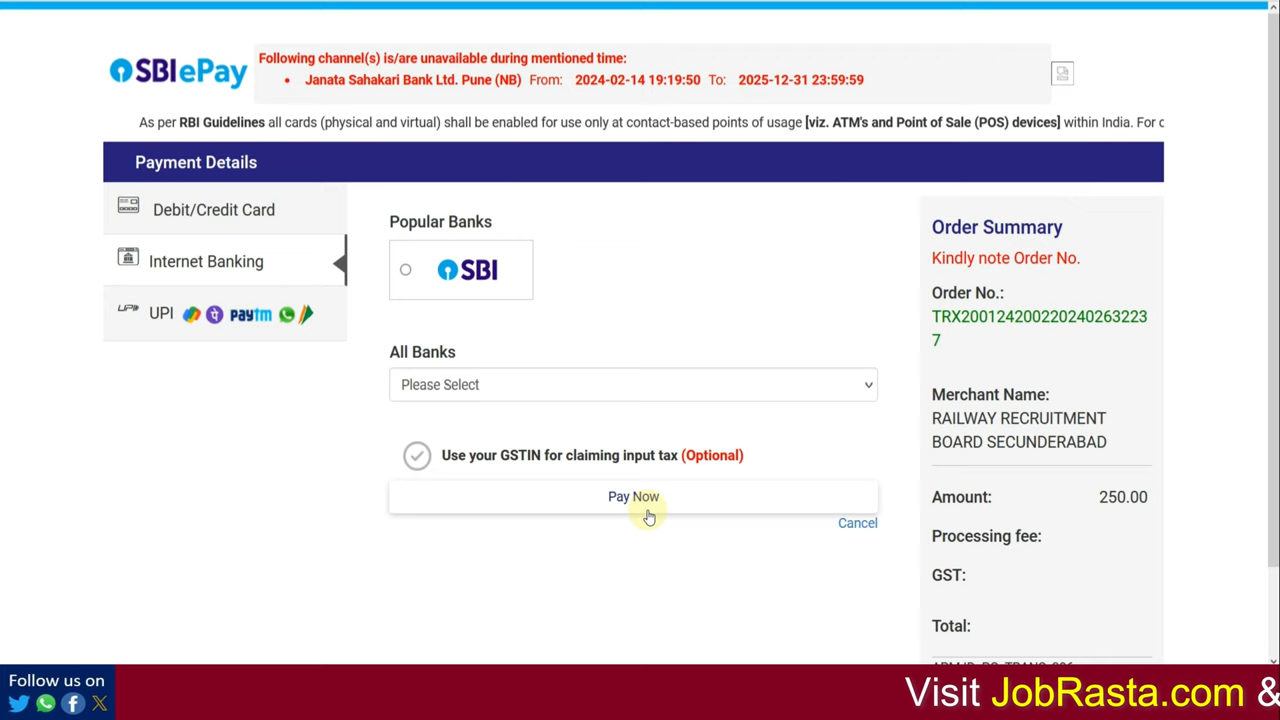 SBI ePay
Following channel(s) is/are unavailable during mentioned time:
• Janata Sahakari Bank Ltd. Pune (NB) From: 2024-02-14 19:19:50 To: 2025-12-31 23:59:59
As per RBI Guidelines all cards (physical and virtual) shall be enabled for use only at contact-based points of usage [viz. ATM's and Point of Sale (POS) devices] within India. For
Payment Details
Debit/Credit Card
Internet Banking
UPI UPI paytm
Popular Banks
SBI
All Banks
Please Select
Use your GSTIN for claiming input tax (Optional)
Pay Now
Cancel
Order Summary
Kindly note Order No.
Order No.:
TRX200124200220240263223
7
Merchant Name:
RAILWAY RECRUITMENT
BOARD SECUNDERABAD
Amount: 250.00
Processing fee:
GST:
Total:
Follow us on
Visit JobRasta.com &